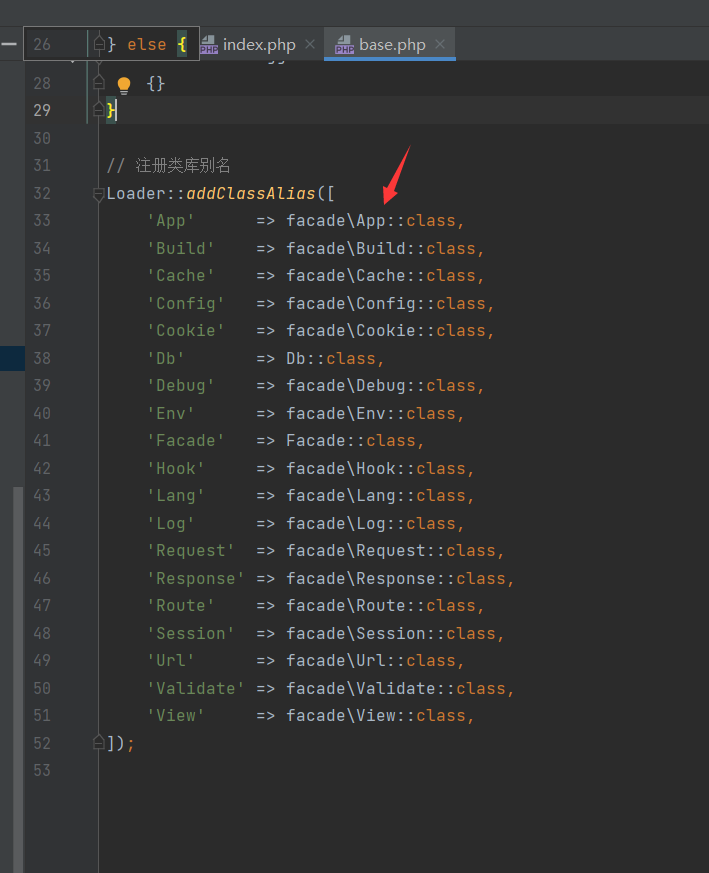 index.php
base.php
26 } else {
28 {}
29 }
30
31 // 注册类库别名
32 Loader::addClassAlias([
33 'App' => facade\App::class,
34 'Build' => facade\Build::class,
35 'Cache' => facade\Cache::class,
36 'Config' => facade\Config::class,
37 'Cookie' => facade\Cookie::class,
38 'Db' => Db::class,
39 'Debug' => facade\Debug::class,
40 'Env' => facade\Env::class,
41 'Facade' => Facade::class,
42 'Hook' => facade\Hook::class,
43 'Lang' => facade\Lang::class,
44 'Log' => facade\Log::class,
45 'Request' => facade\Request::class,
46 'Response' => facade\Response::class,
47 'Route' => facade\Route::class,
48 'Session' => facade\Session::class,
49 'Url' => facade\Url::class,
50 'Validate' => facade\Validate::class,
51 'View' => facade\View::class,
52 ]);
53